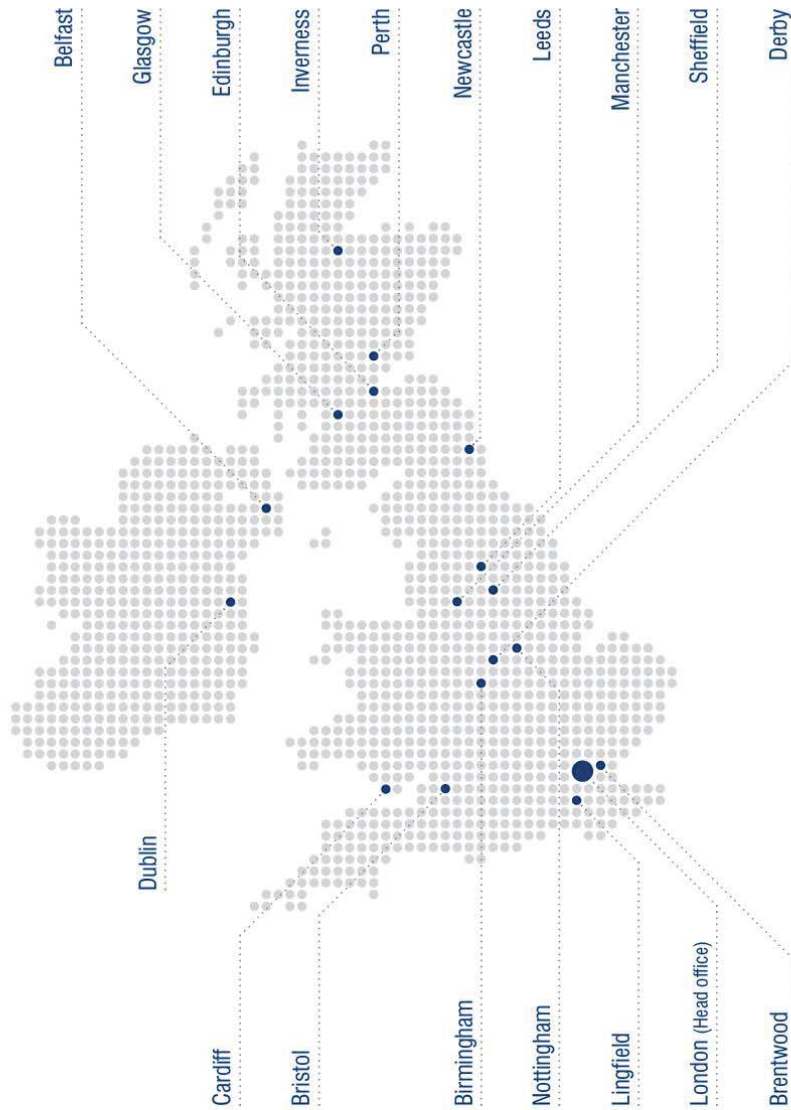 Belfast
Glasgow
Edinburgh
Inverness
Perth
Newcastle
Leeds
Manchester
Sheffield
Derby
Dublin
Cardiff
Bristol
Birmingham
Nottingham
Lingfield
London (Head office)
Brentwood